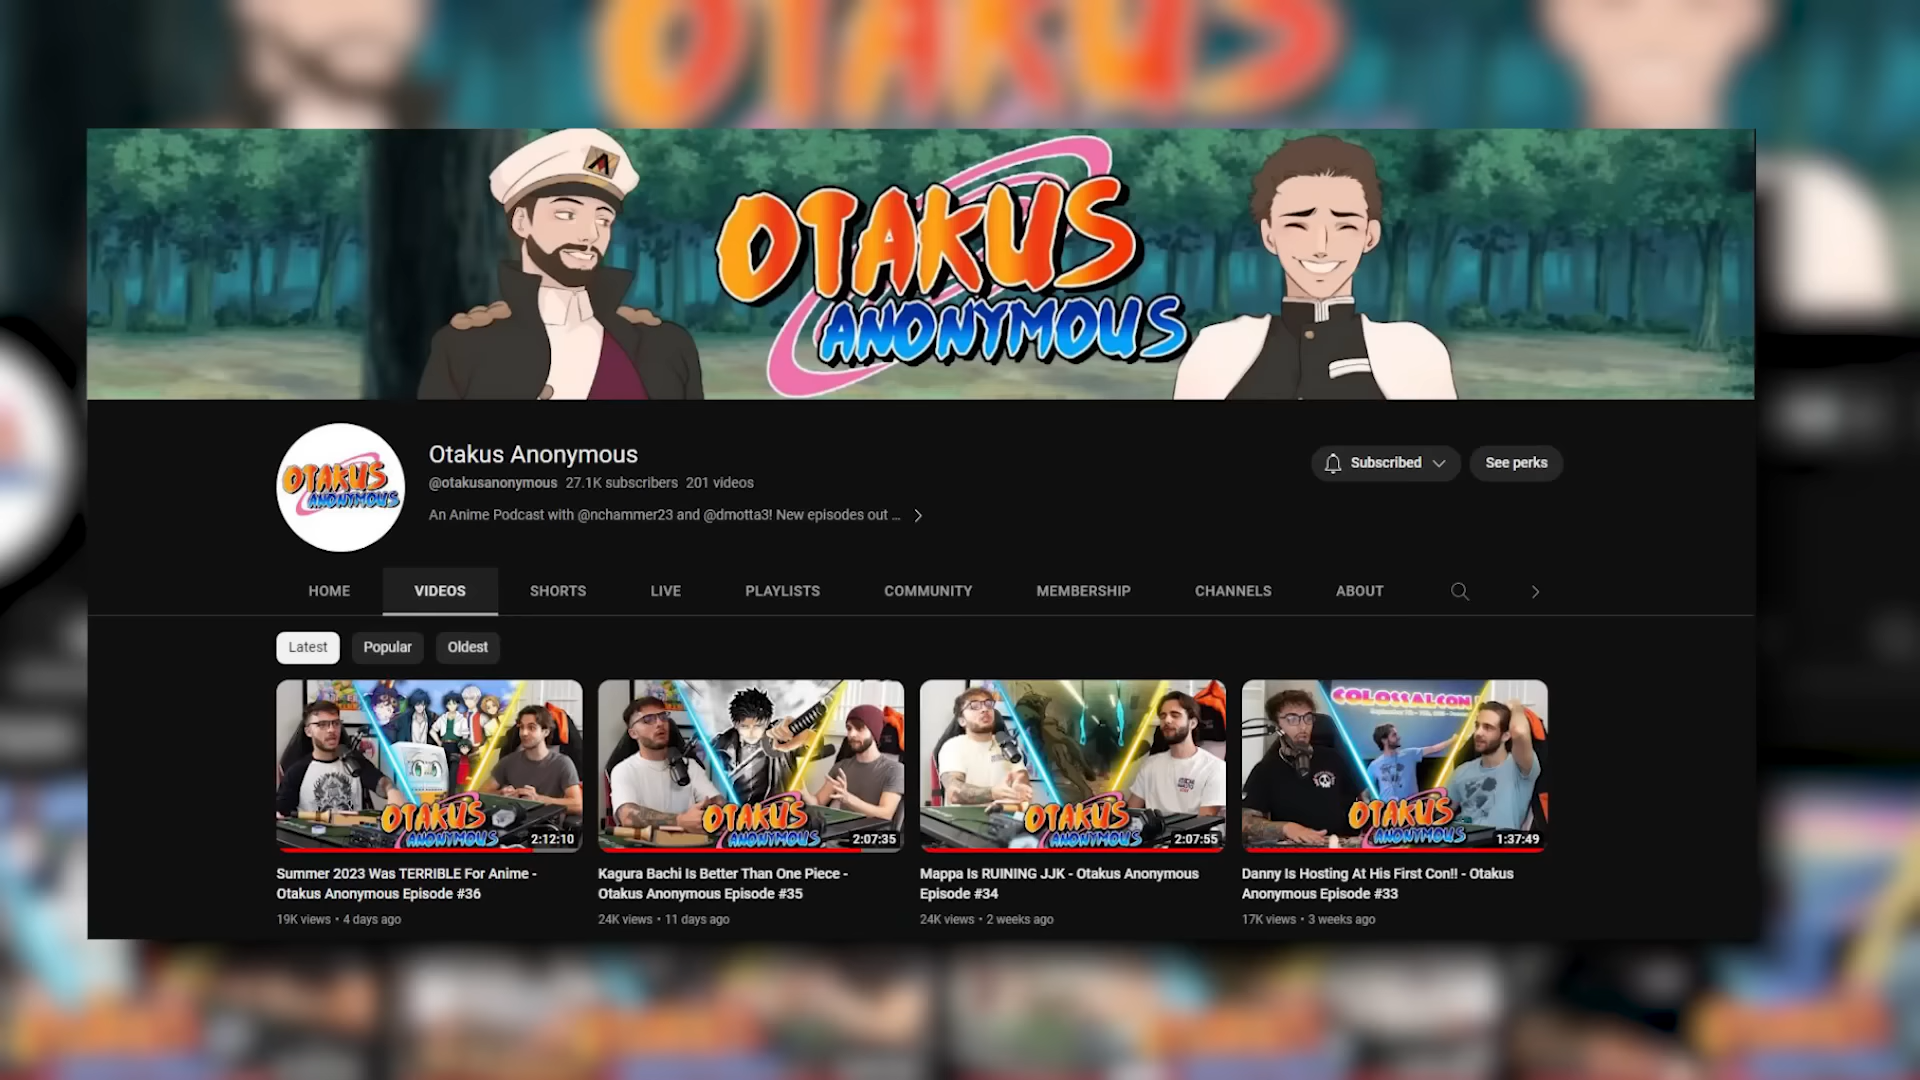 OTAKUS
OTAKUS
ANONYMOUS
OTAKUS
ANONYMOUS
Otakus Anonymous
@otakusanonymous 27.1K subscribers 201 videos
An Anime Podcast with @nchammer23 and @dmotta3! New episodes out ...
Subscribed
See perks
HOME
VIDEOS
SHORTS
LIVE
PLAYLISTS
COMMUNITY
MEMBERSHIP
CHANNELS
ABOUT
Latest
Popular
Oldest
OTAKUS
ANONYMOUS
2:12:10
OTAKUS
ANONYMOUS
2:07:35
OTAKUS
ANONYMOUS
2:07:55
COLOSSALCON
OTAKUS
ANONYMOUS
1:37:49
Summer 2023 Was TERRIBLE For Anime -
Otakus Anonymous Episode #36
19K views • 4 days ago
Kagura Bachi Is Better Than One Piece -
Otakus Anonymous Episode #35
24K views • 11 days ago
Mappa Is RUINING JJK - Otakus Anonymous
Episode #34
24K views • 2 weeks ago
Danny Is Hosting At His First Con!! - Otakus
Anonymous Episode #33
17K views • 3 weeks ago